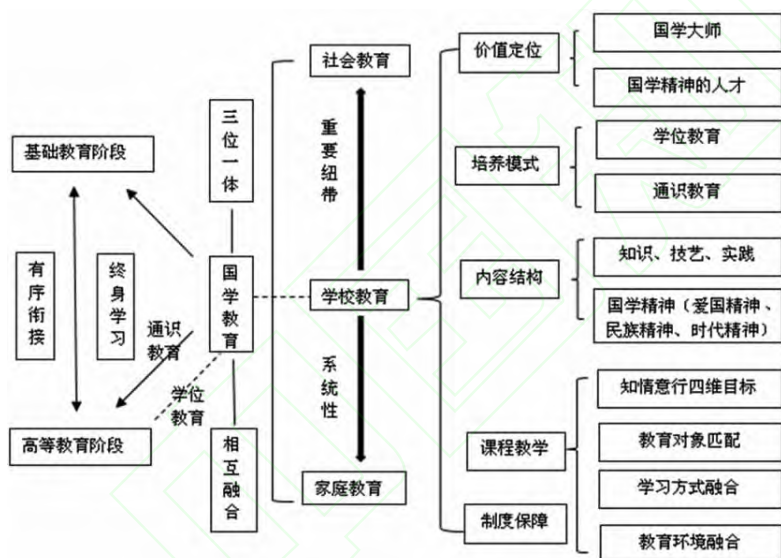 基础教育阶段
有序衔接
终身学习
通识
教育
学位
教育
高等教育阶段
三位一体
国学教育
相互融合
社会教育
重要纽带
学校教育
系统性
家庭教育
价值定位
国学大师
国学精神的人才
培养模式
学位教育
通识教育
内容结构
知识、技艺、实践
国学精神（爱国精神、
民族精神、时代精神）
课程教学
知情意行四维目标
教育对象匹配
学习方式融合
制度保障
教育环境融合